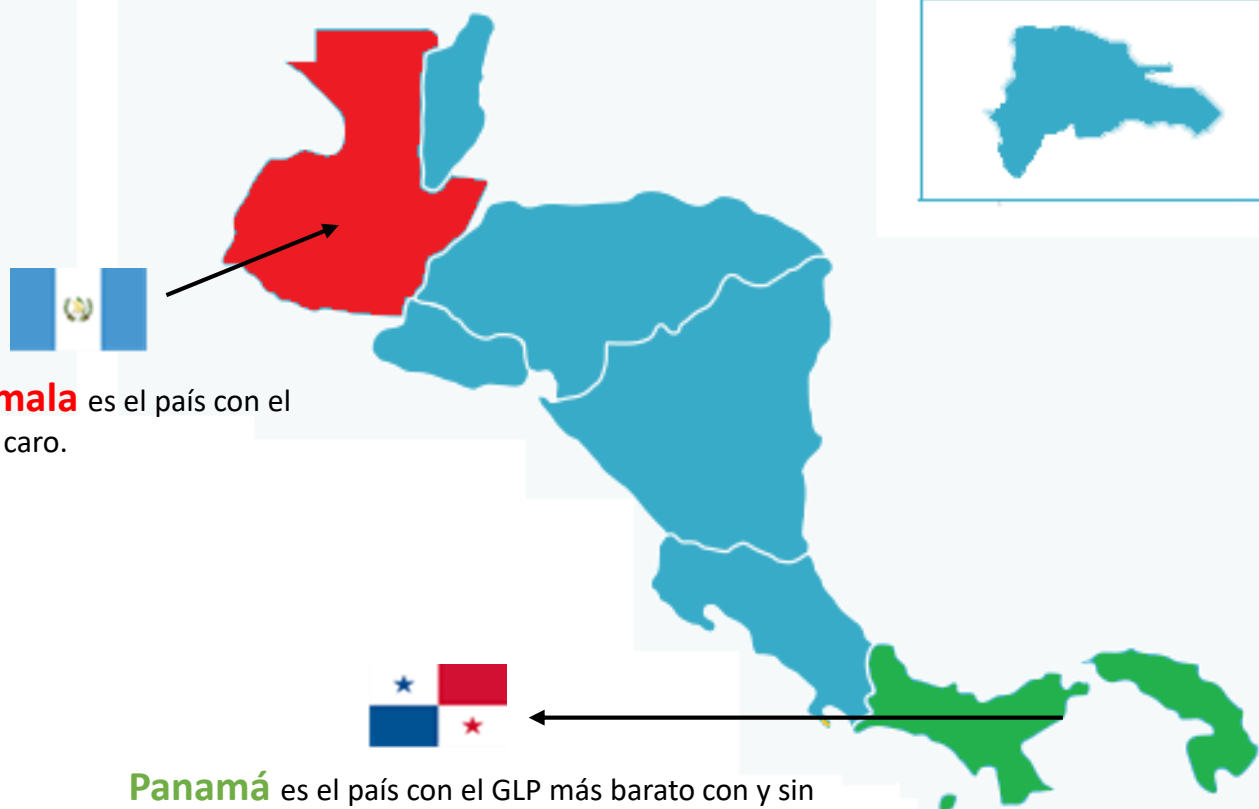 mala es el país con el
caro.
Panamá es el país con el GLP más barato con y sin